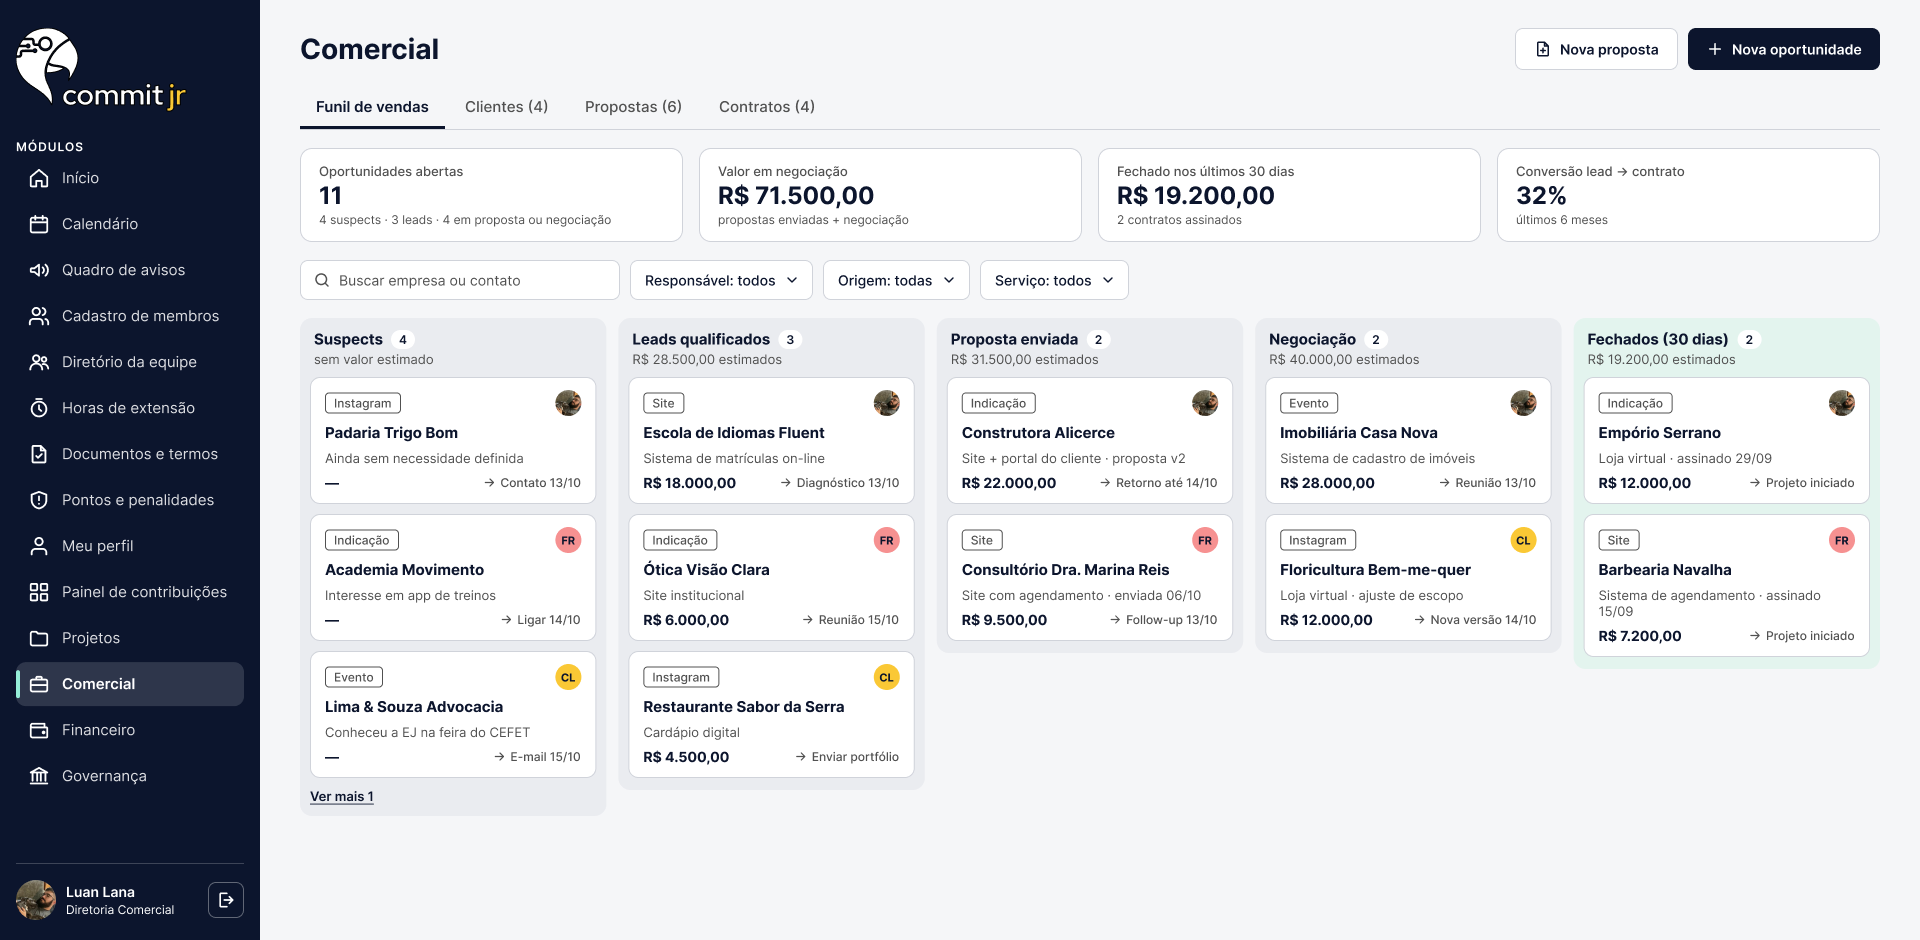 commit jr
MÓDULOS
Início
Calendário
Quadro de avisos
Cadastro de membros
Diretório da equipe
Horas de extensão
Documentos e termos
Pontos e penalidades
Meu perfil
Painel de contribuições
Projetos
Comercial
Financeiro
Governança
Luan Lana
Diretoria Comercial
Comercial
Nova proposta
Nova oportunidade
Funil de vendas
Clientes (4)
Propostas (6)
Contratos (4)
Oportunidades abertas
11
4 suspects · 3 leads · 4 em proposta ou negociação
Valor em negociação
R$ 71.500,00
propostas enviadas + negociação
Fechado nos últimos 30 dias
R$ 19.200,00
2 contratos assinados
Conversão lead → contrato
32%
últimos 6 meses
Buscar empresa ou contato
Responsável: todos
Origem: todas
Serviço: todos
Suspects 4
sem valor estimado
Instagram
Padaria Trigo Bom
Ainda sem necessidade definida
— → Contato 13/10
Indicação FR
Academia Movimento
Interesse em app de treinos
— → Ligar 14/10
Evento CL
Lima & Souza Advocacia
Conheceu a EJ na feira do CEFET
— → E-mail 15/10
Ver mais 1
Leads qualificados 3
R$ 28.500,00 estimados
Site
Escola de Idiomas Fluent
Sistema de matrículas on-line
R$ 18.000,00 → Diagnóstico 13/10
Indicação FR
Ótica Visão Clara
Site institucional
R$ 6.000,00 → Reunião 15/10
Instagram CL
Restaurante Sabor da Serra
Cardápio digital
R$ 4.500,00 → Enviar portfólio
Proposta enviada 2
R$ 31.500,00 estimados
Indicação
Construtora Alicerce
Site + portal do cliente · proposta v2
R$ 22.000,00 → Retorno até 14/10
Site FR
Consultório Dra. Marina Reis
Site com agendamento · enviada 06/10
R$ 9.500,00 → Follow-up 13/10
Negociação 2
R$ 40.000,00 estimados
Evento
Imobiliária Casa Nova
Sistema de cadastro de imóveis
R$ 28.000,00 → Reunião 13/10
Instagram CL
Floricultura Bem-me-quer
Loja virtual · ajuste de escopo
R$ 12.000,00 → Nova versão 14/10
Fechados (30 dias) 2
R$ 19.200,00 estimados
Indicação
Empório Serrano
Loja virtual · assinado 29/09
R$ 12.000,00 → Projeto iniciado
Site FR
Barbearia Navalha
Sistema de agendamento · assinado
15/09
R$ 7.200,00 → Projeto iniciado